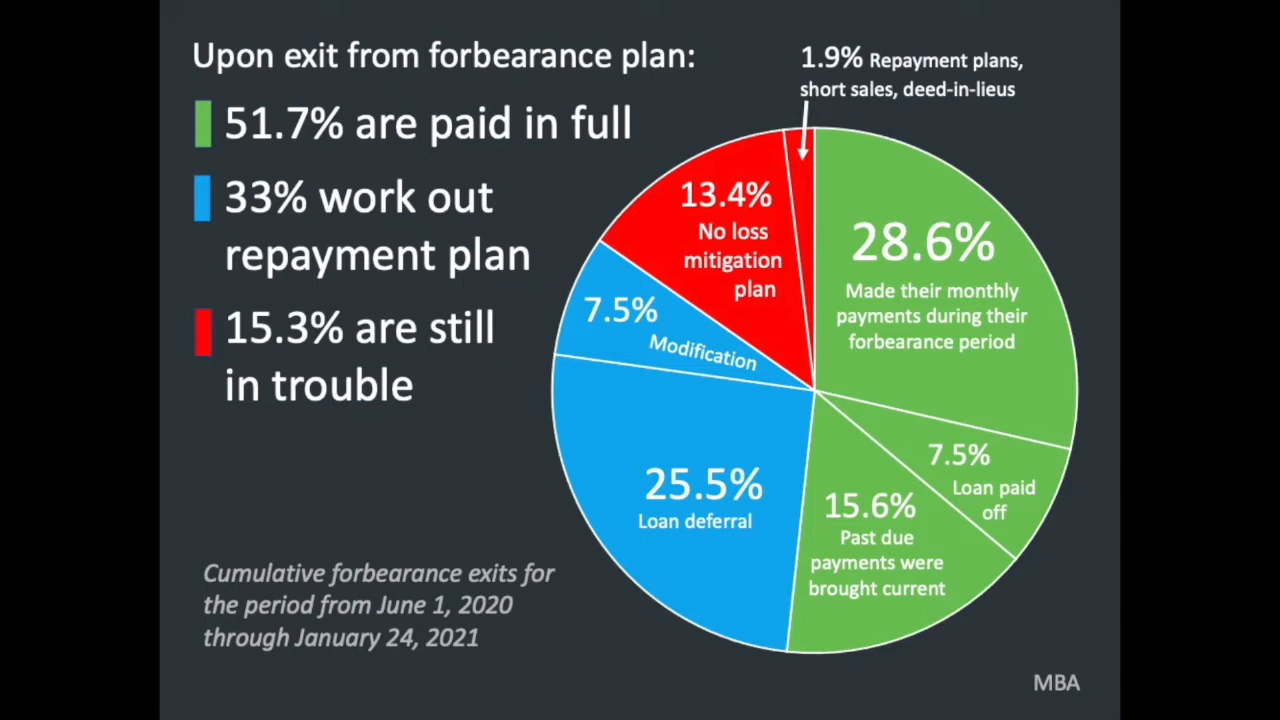 Upon exit from forbearance plan:
51.7% are paid in full
33% work out
repayment plan
15.3% are still
in trouble
Cumulative forbearance exits for
the period from June 1, 2020
through January 24, 2021
1.9% Repayment plans,
short sales, deed-in-lieus
28.6%
Made their monthly
payments during their
forbearance period
7.5%
Loan paid
off
15.6%
Past due
payments were
brought current
25.5%
Loan deferral
7.5%
Modification
13.4%
No loss
mitigation
plan
MBA